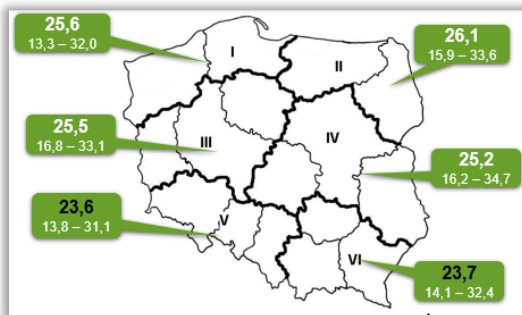 25,6
13,3 – 32,0
I
II
26,1
15,9 – 33,6
25,5
16,8 – 33,1
III
IV
25,2
16,2 – 34,7
23,6
13,8 – 31,1
V
VI
23,7
14,1 – 32,4